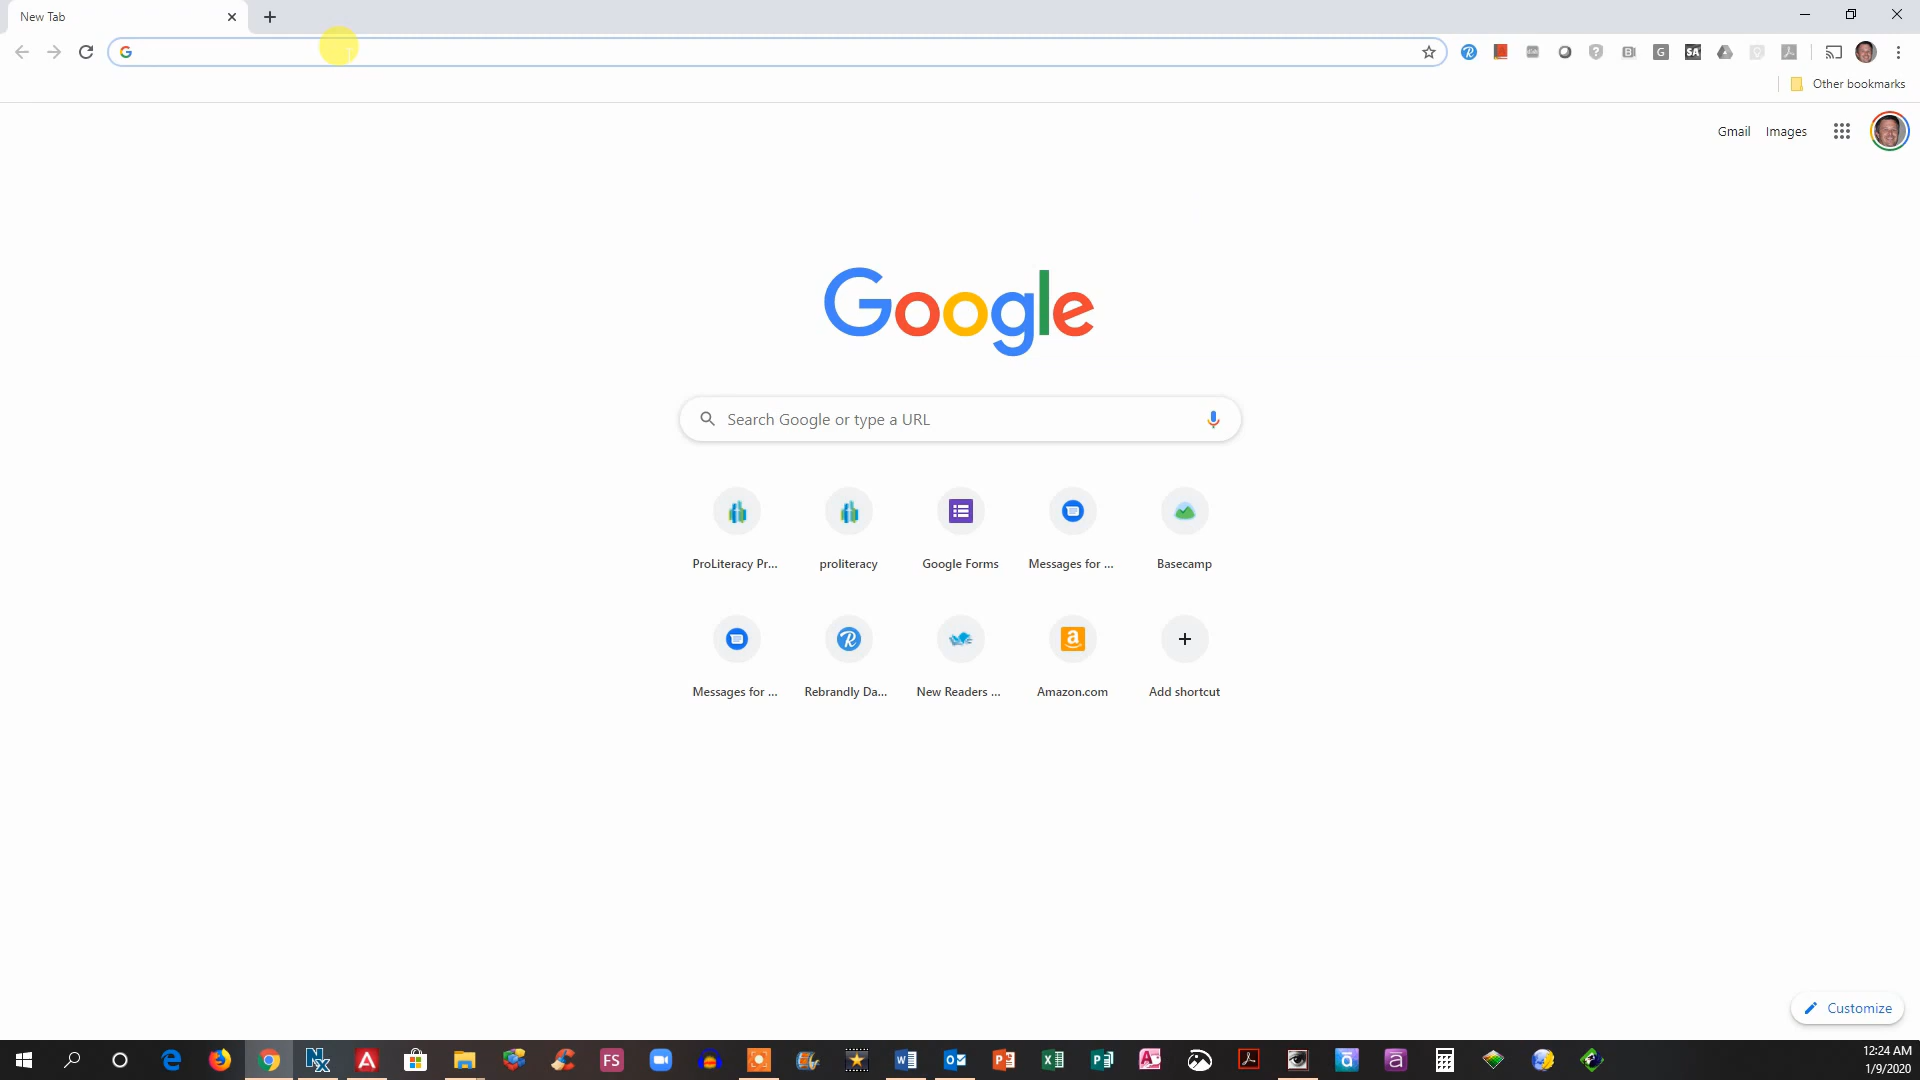 New Tab
Other bookmarks
Gmail Images
Google
Search Google or type a URL
ProLiteracy Pr... proliteracy Google Forms Messages for ... Basecamp
Messages for ... Rebrandly Da... New Readers ... Amazon.com Add shortcut
Customize
12:24 AM
1/9/2020